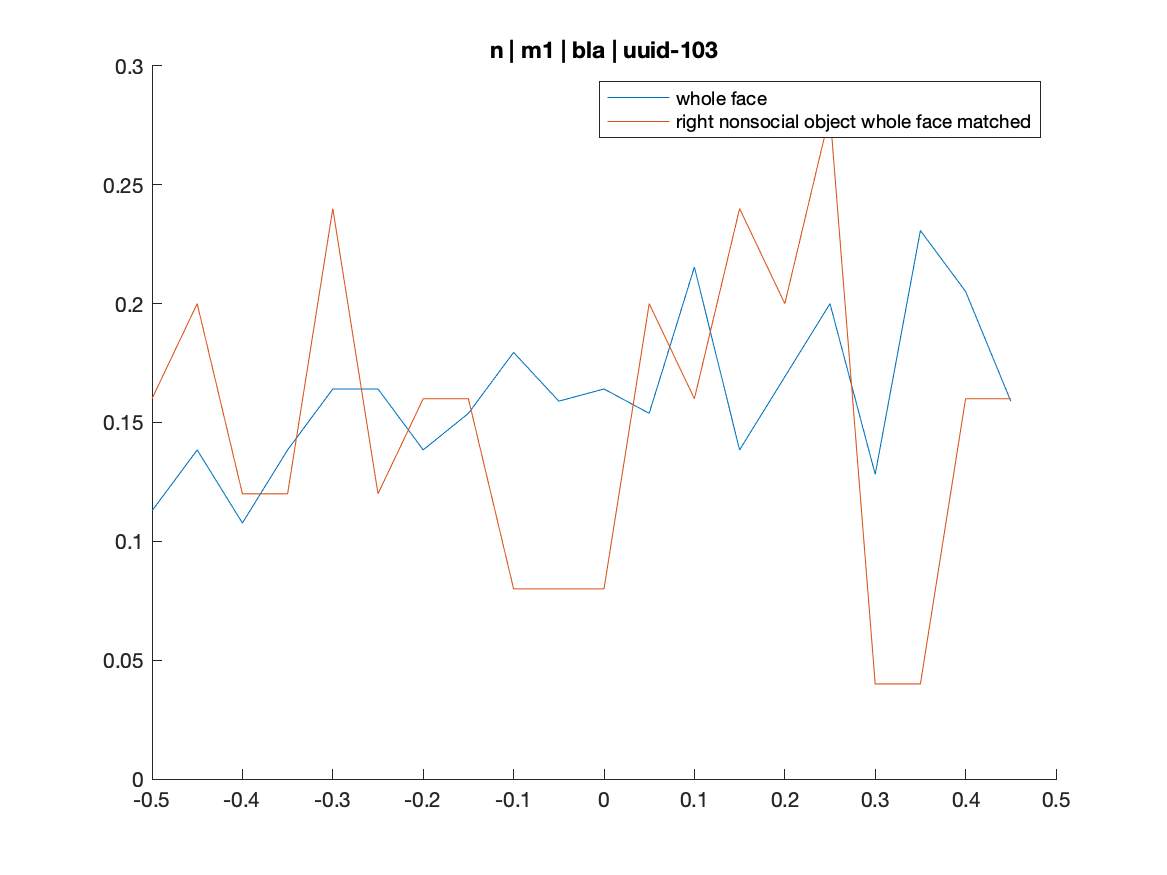 n | m1 | bla | uuid-103
whole face
right nonsocial object whole face matched
0.3
0.25
0.2
0.15
0.1
0.05
0
-0.5 -0.4 -0.3 -0.2 -0.1 0 0.1 0.2 0.3 0.4 0.5